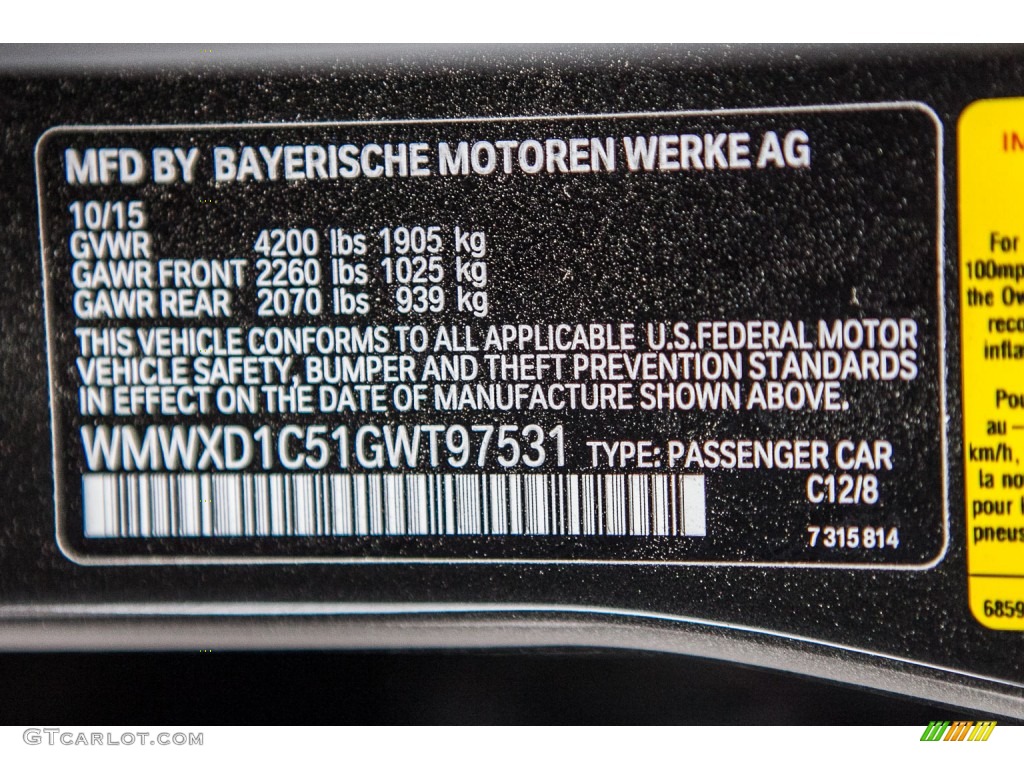 MFD BY BAYERISCHE MOTOREN WERKE AG
10/15
GVWR 4200 lbs 1905 kg
GAWR FRONT 2260 lbs 1025 kg
GAWR REAR 2070 lbs 939 kg
THIS VEHICLE CONFORMS TO ALL APPLICABLE U.S.FEDERAL MOTOR
VEHICLE SAFETY, BUMPER AND THEFT PREVENTION STANDARDS
IN EFFECT ON THE DATE OF MANUFACTURE SHOWN ABOVE.
WMWXD1C51GWT97531 TYPE: PASSENGER CAR
C12/8
7 315 814
IN
For
100mp
the Ow
reco
infla
Pou
au —
km/h,
la no
pour
pneus
6859
GTCarLot.com